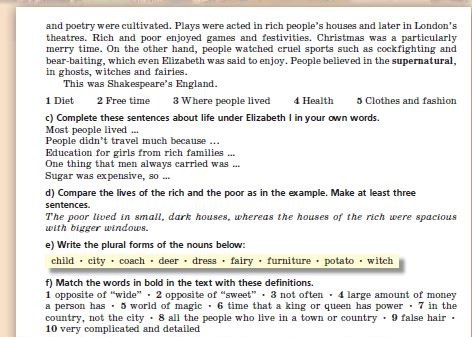 and poetry were cultivated. Plays were acted in rich people's houses and later in London's
theatres. Rich and poor enjoyed games and festivities. Christmas was a particularly
merry time. On the other hand, people watched cruel sports such as cockfighting and
bear-baiting, which even Elizabeth was said to enjoy. People believed in the supernatural,
in ghosts, witches and fairies.
This was Shakespeare's England.
1 Diet 2 Free time 3 Where people lived 4 Health 5 Clothes and fashion
c) Complete these sentences about life under Elizabeth I in your own words.
Most people lived ...
People didn't travel much because ...
Education for girls from rich families ...
One thing that men always carried was ...
Sugar was expensive, so ...
d) Compare the lives of the rich and the poor as in the example. Make at least three
sentences.
The poor lived in small, dark houses, whereas the houses of the rich were spacious
with bigger windows.
e) Write the plural forms of the nouns below:
child · city · coach · deer · dress · fairy · furniture · potato · witch
f) Match the words in bold in the text with these definitions.
1 opposite of "wide" · 2 opposite of "sweet" · 3 not often · 4 large amount of money
a person has · 5 world of magic · 6 time that a king or queen has power · 7 in the
country, not the city · 8 all the people who live in a town or country · 9 false hair ·
10 very complicated and detailed